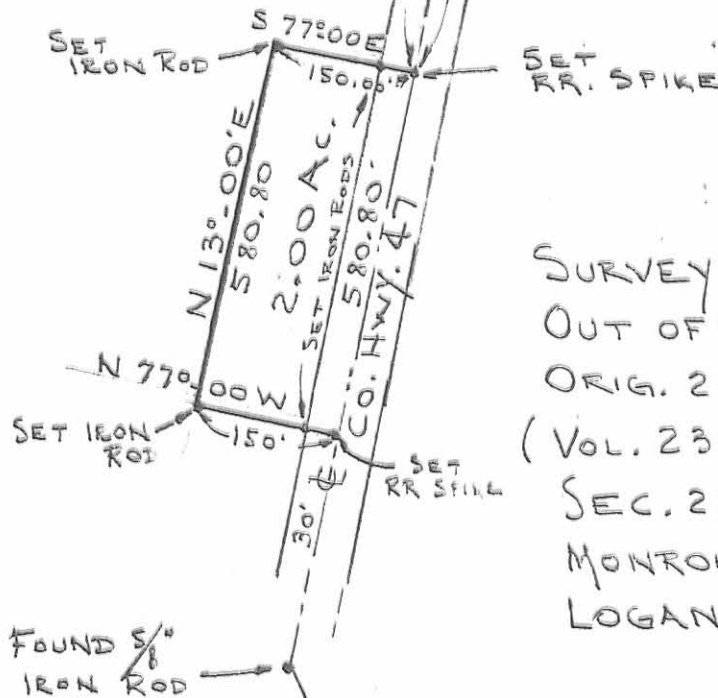 S 77°00E
SET
IRON ROD
150.00'
SET
RR. SPIKE
N 13°-00'E
580.80
2.00 AC.
SET IRON RODS
580.80'
CO. HWY. 47
N 77°00 W
SET IRON
ROD
150'
SET
RR SPIKE
30'
℄
FOUND 5/8"
IRON ROD
SURVEY
OUT OF
ORIG. 2
(VOL. 23
SEC. 2
MONRO
LOGAN